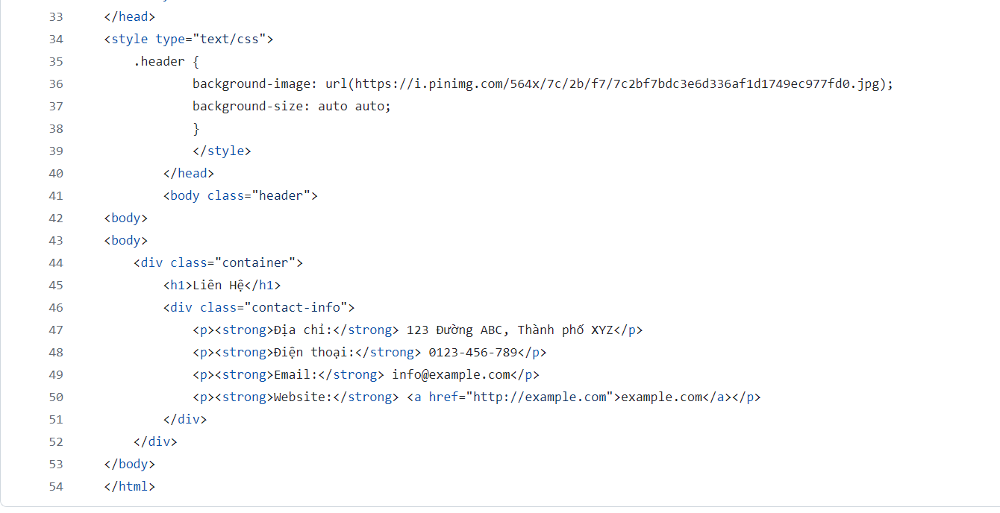 33 </head>
34 <style type="text/css">
35 .header {
36 background-image: url(https://i.pinimg.com/564x/7c/2b/f7/7c2bf7bdc3e6d336af1d1749ec977fd0.jpg);
37 background-size: auto auto;
38 }
39 </style>
40 </head>
41 <body class="header">
42 <body>
43 <body>
44 <div class="container">
45 <h1>Liên Hệ</h1>
46 <div class="contact-info">
47 <p><strong>Địa chỉ:</strong> 123 Đường ABC, Thành phố XYZ</p>
48 <p><strong>Điện thoại:</strong> 0123-456-789</p>
49 <p><strong>Email:</strong> info@example.com</p>
50 <p><strong>Website:</strong> <a href="http://example.com">example.com</a></p>
51 </div>
52 </div>
53 </body>
54 </html>